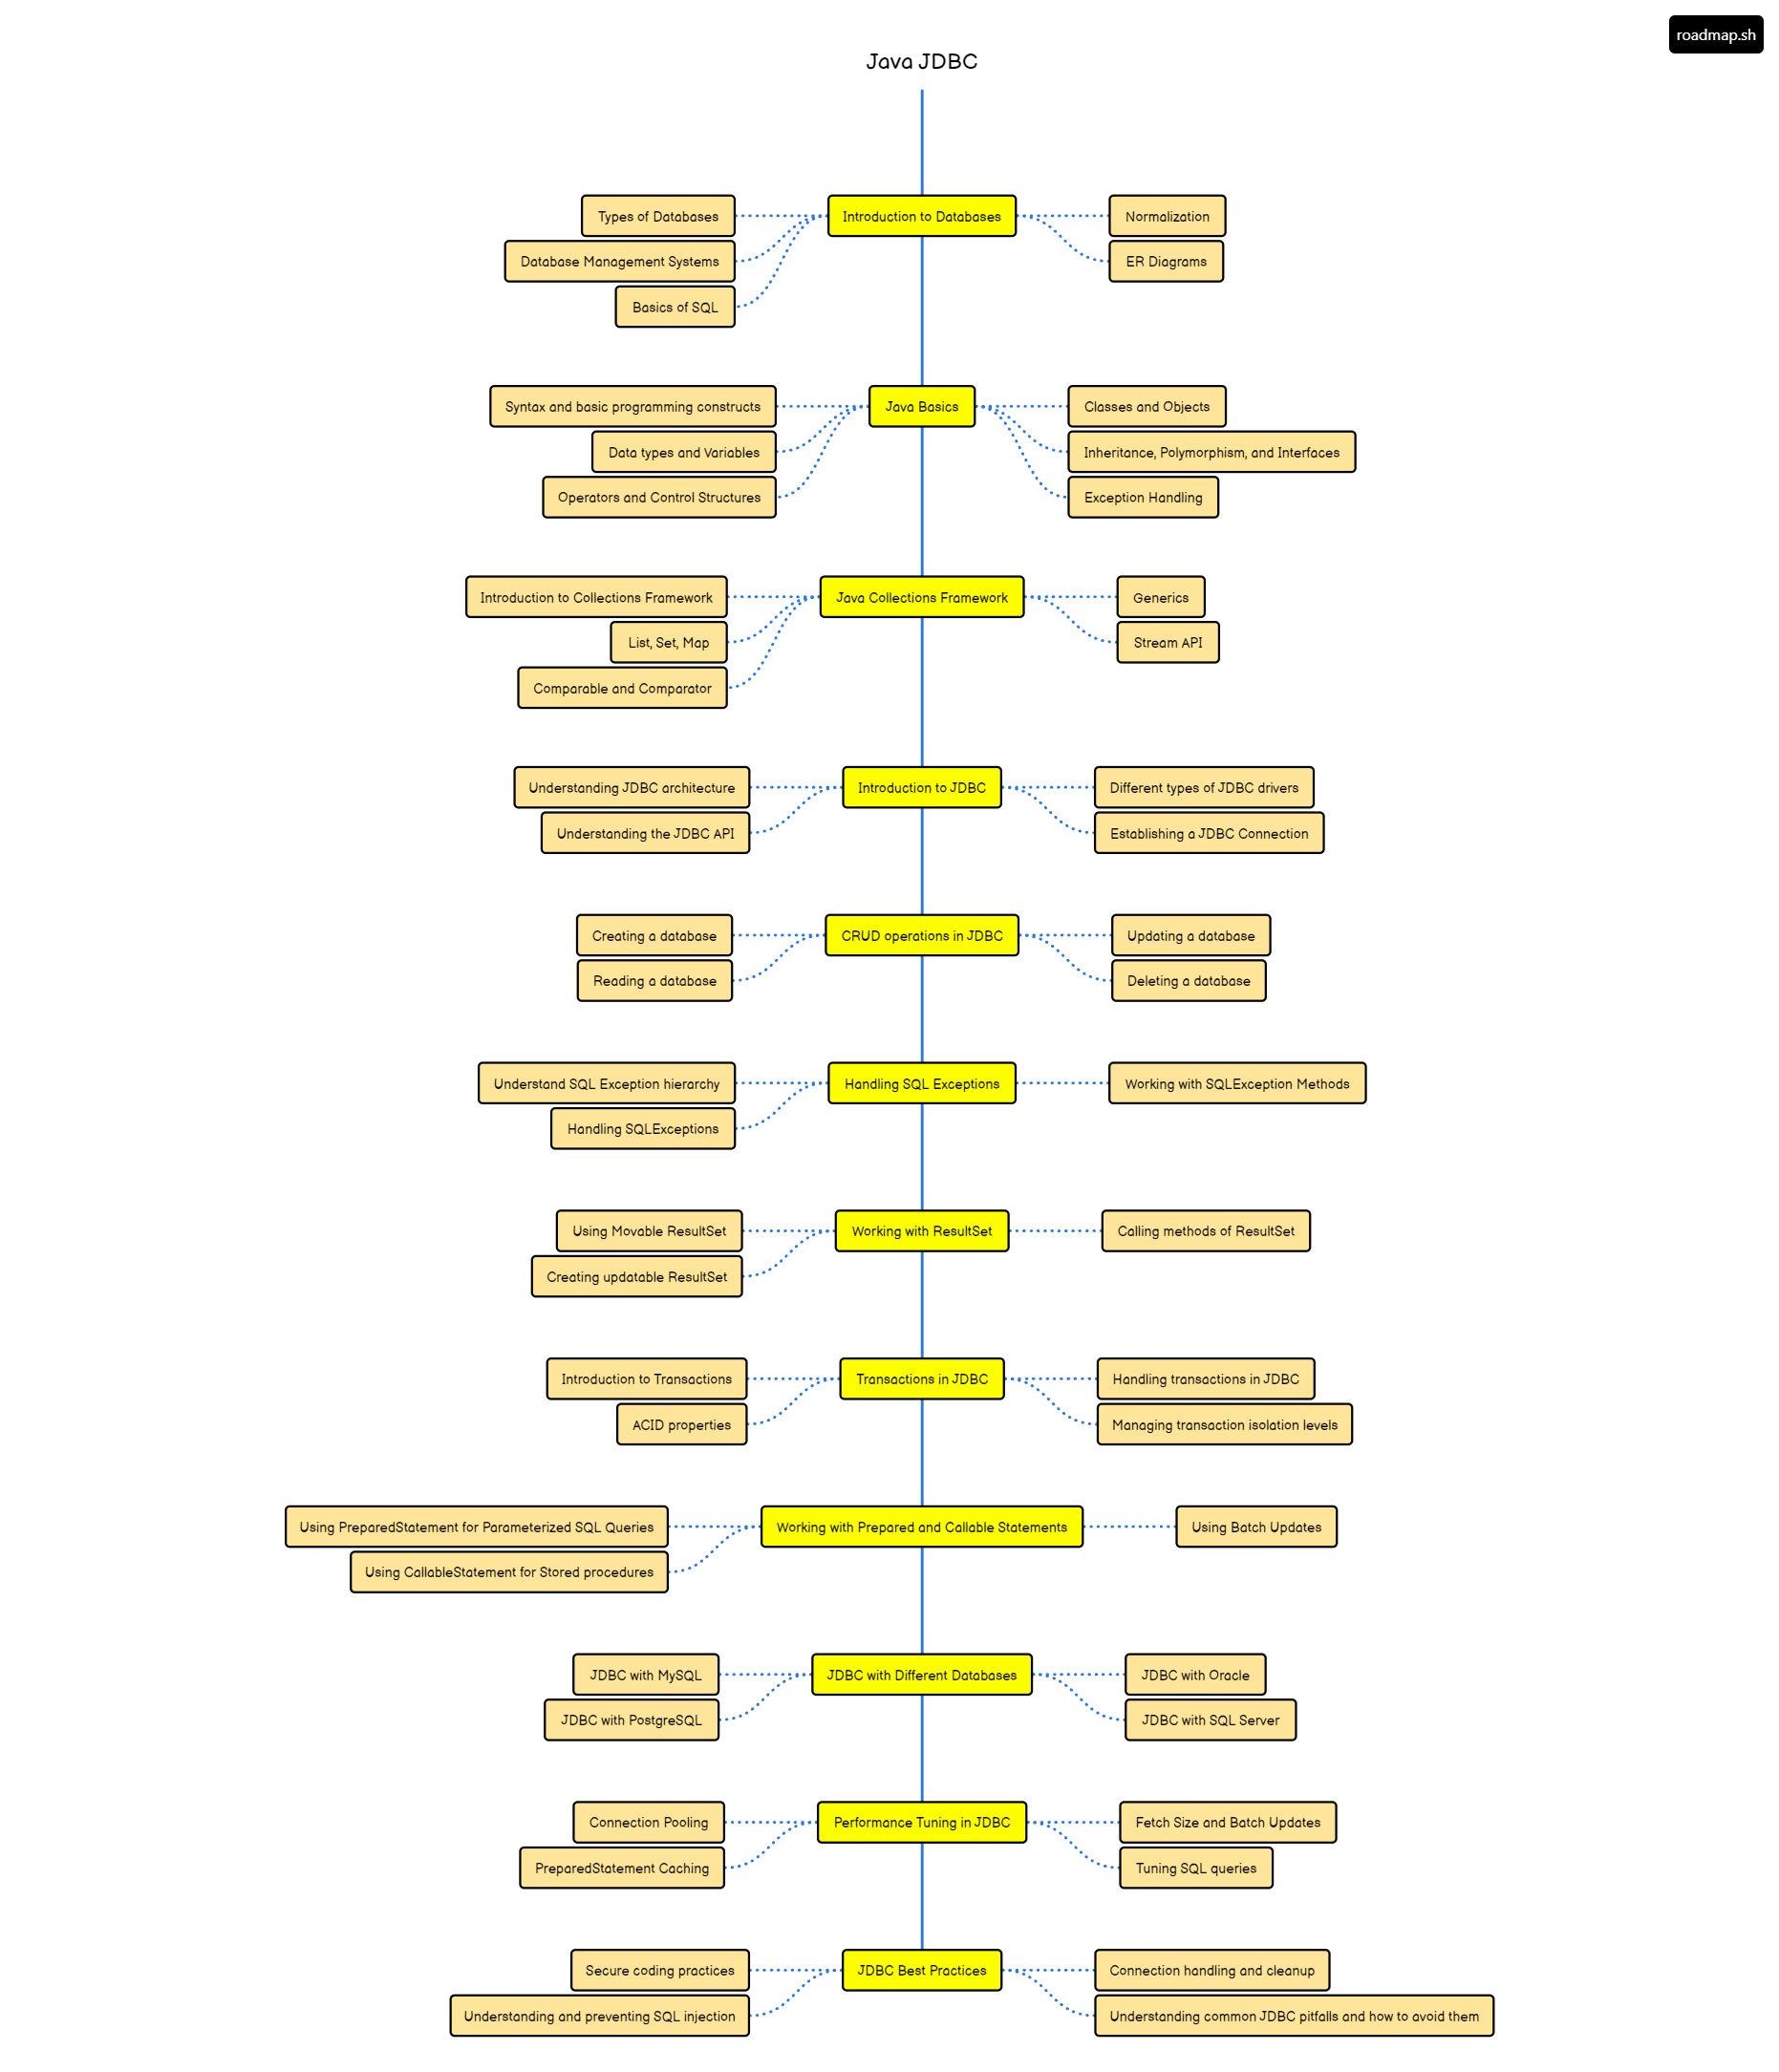 roadmap.sh
Java JDBC
Types of Databases
Introduction to Databases
Normalization
Database Management Systems
ER Diagrams
Basics of SQL
Syntax and basic programming constructs
Java Basics
Classes and Objects
Data types and Variables
Inheritance, Polymorphism, and Interfaces
Operators and Control Structures
Exception Handling
Introduction to Collections Framework
Java Collections Framework
Generics
List, Set, Map
Stream API
Comparable and Comparator
Understanding JDBC architecture
Introduction to JDBC
Different types of JDBC drivers
Understanding the JDBC API
Establishing a JDBC Connection
Creating a database
CRUD operations in JDBC
Updating a database
Reading a database
Deleting a database
Understand SQL Exception hierarchy
Handling SQL Exceptions
Working with SQLException Methods
Handling SQLExceptions
Using Movable ResultSet
Working with ResultSet
Calling methods of ResultSet
Creating updatable ResultSet
Introduction to Transactions
Transactions in JDBC
Handling transactions in JDBC
ACID properties
Managing transaction isolation levels
Using PreparedStatement for Parameterized SQL Queries
Working with Prepared and Callable Statements
Using Batch Updates
Using CallableStatement for Stored procedures
JDBC with MySQL
JDBC with Different Databases
JDBC with Oracle
JDBC with PostgreSQL
JDBC with SQL Server
Connection Pooling
Performance Tuning in JDBC
Fetch Size and Batch Updates
PreparedStatement Caching
Tuning SQL queries
Secure coding practices
JDBC Best Practices
Connection handling and cleanup
Understanding and preventing SQL injection
Understanding common JDBC pitfalls and how to avoid them